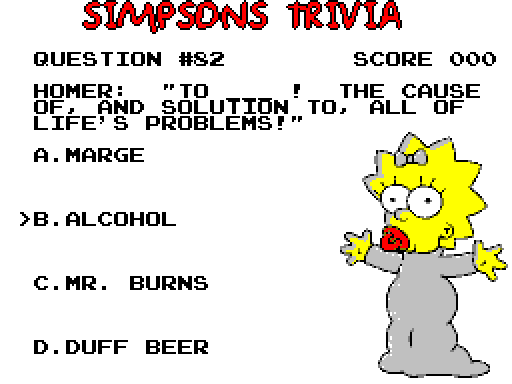 SIMPSONS TRIVIA
QUESTION #82 SCORE 000
HOMER: "TO ____! THE CAUSE
OF, AND SOLUTION TO, ALL OF
LIFE'S PROBLEMS!"
A.MARGE
>B.ALCOHOL
C.MR. BURNS
D.DUFF BEER